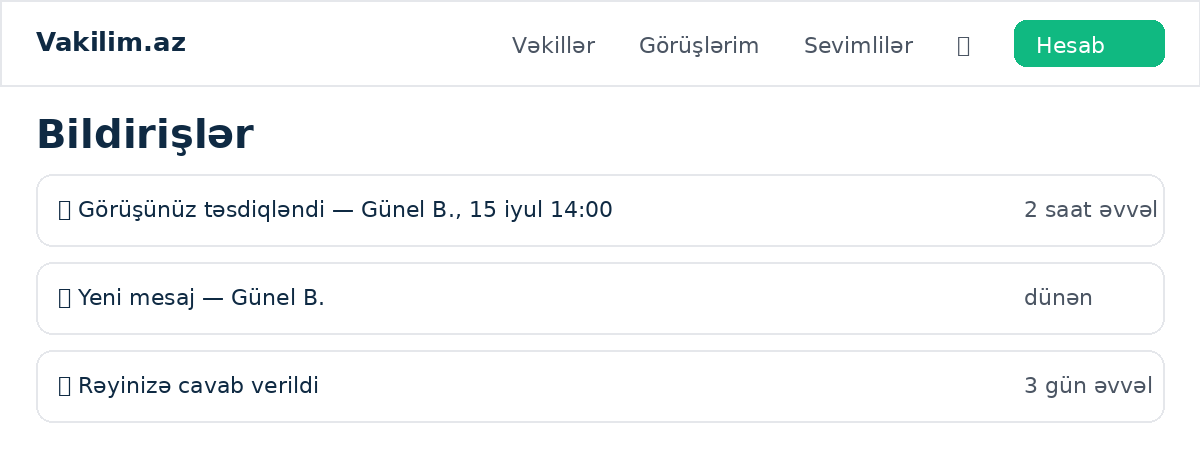 Vakilim.az
Vəkillər Görüşlərim Sevimlilər Hesab
Bildirişlər
Görüşünüz təsdiqləndi — Günel B., 15 iyul 14:00 2 saat əvvəl
Yeni mesaj — Günel B. dünən
Rəyinizə cavab verildi 3 gün əvvəl